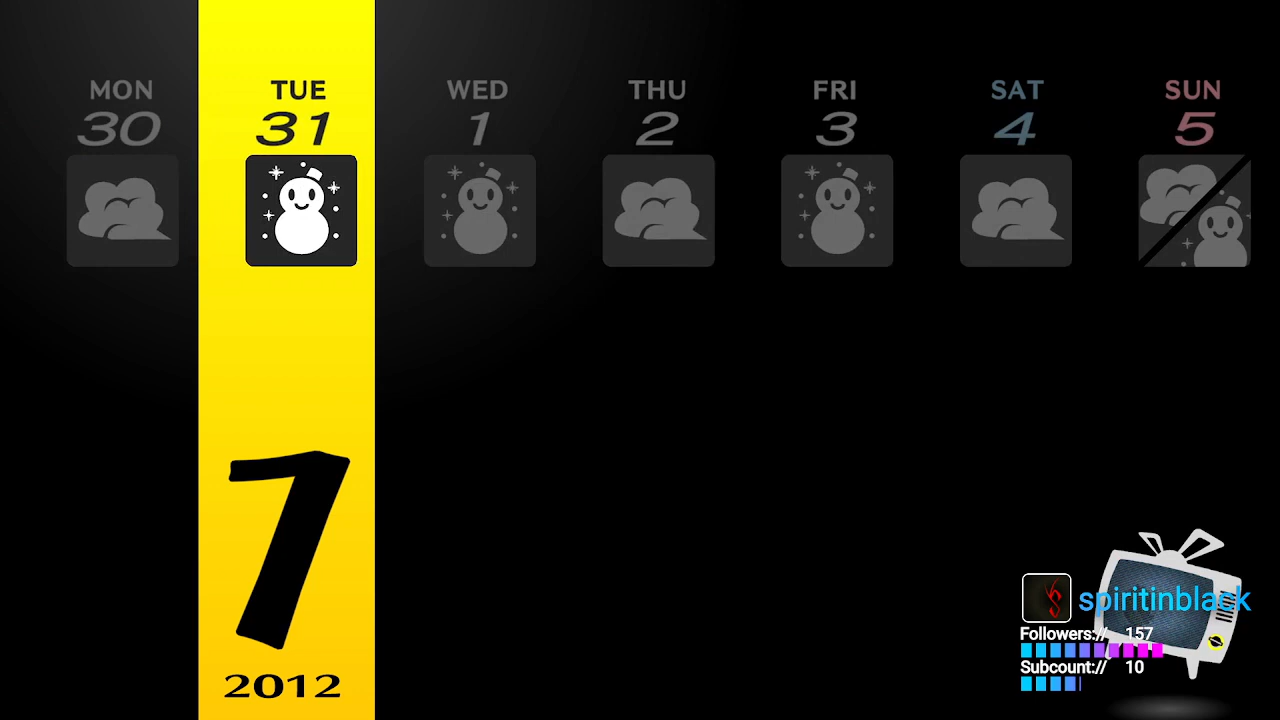 MON TUE WED THU FRI SAT SUN
30 31 1 2 3 4 5
1
2012
spiritinblack
Followers:// 157
Subcount:// 10